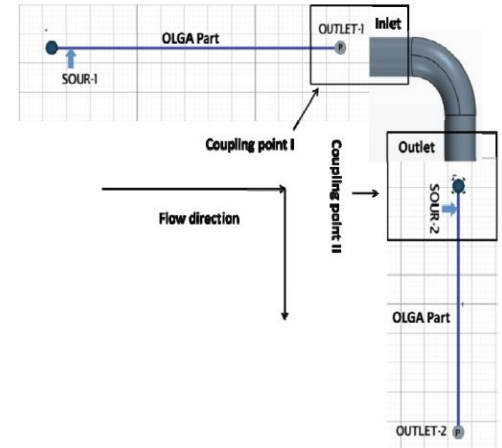 OLGA Part
OUTLET-1
Inlet
P
SOUR-1
Coupling point I
Coupling point II
Outlet
Flow direction
SOUR-2
OLGA Part
OUTLET-2
P